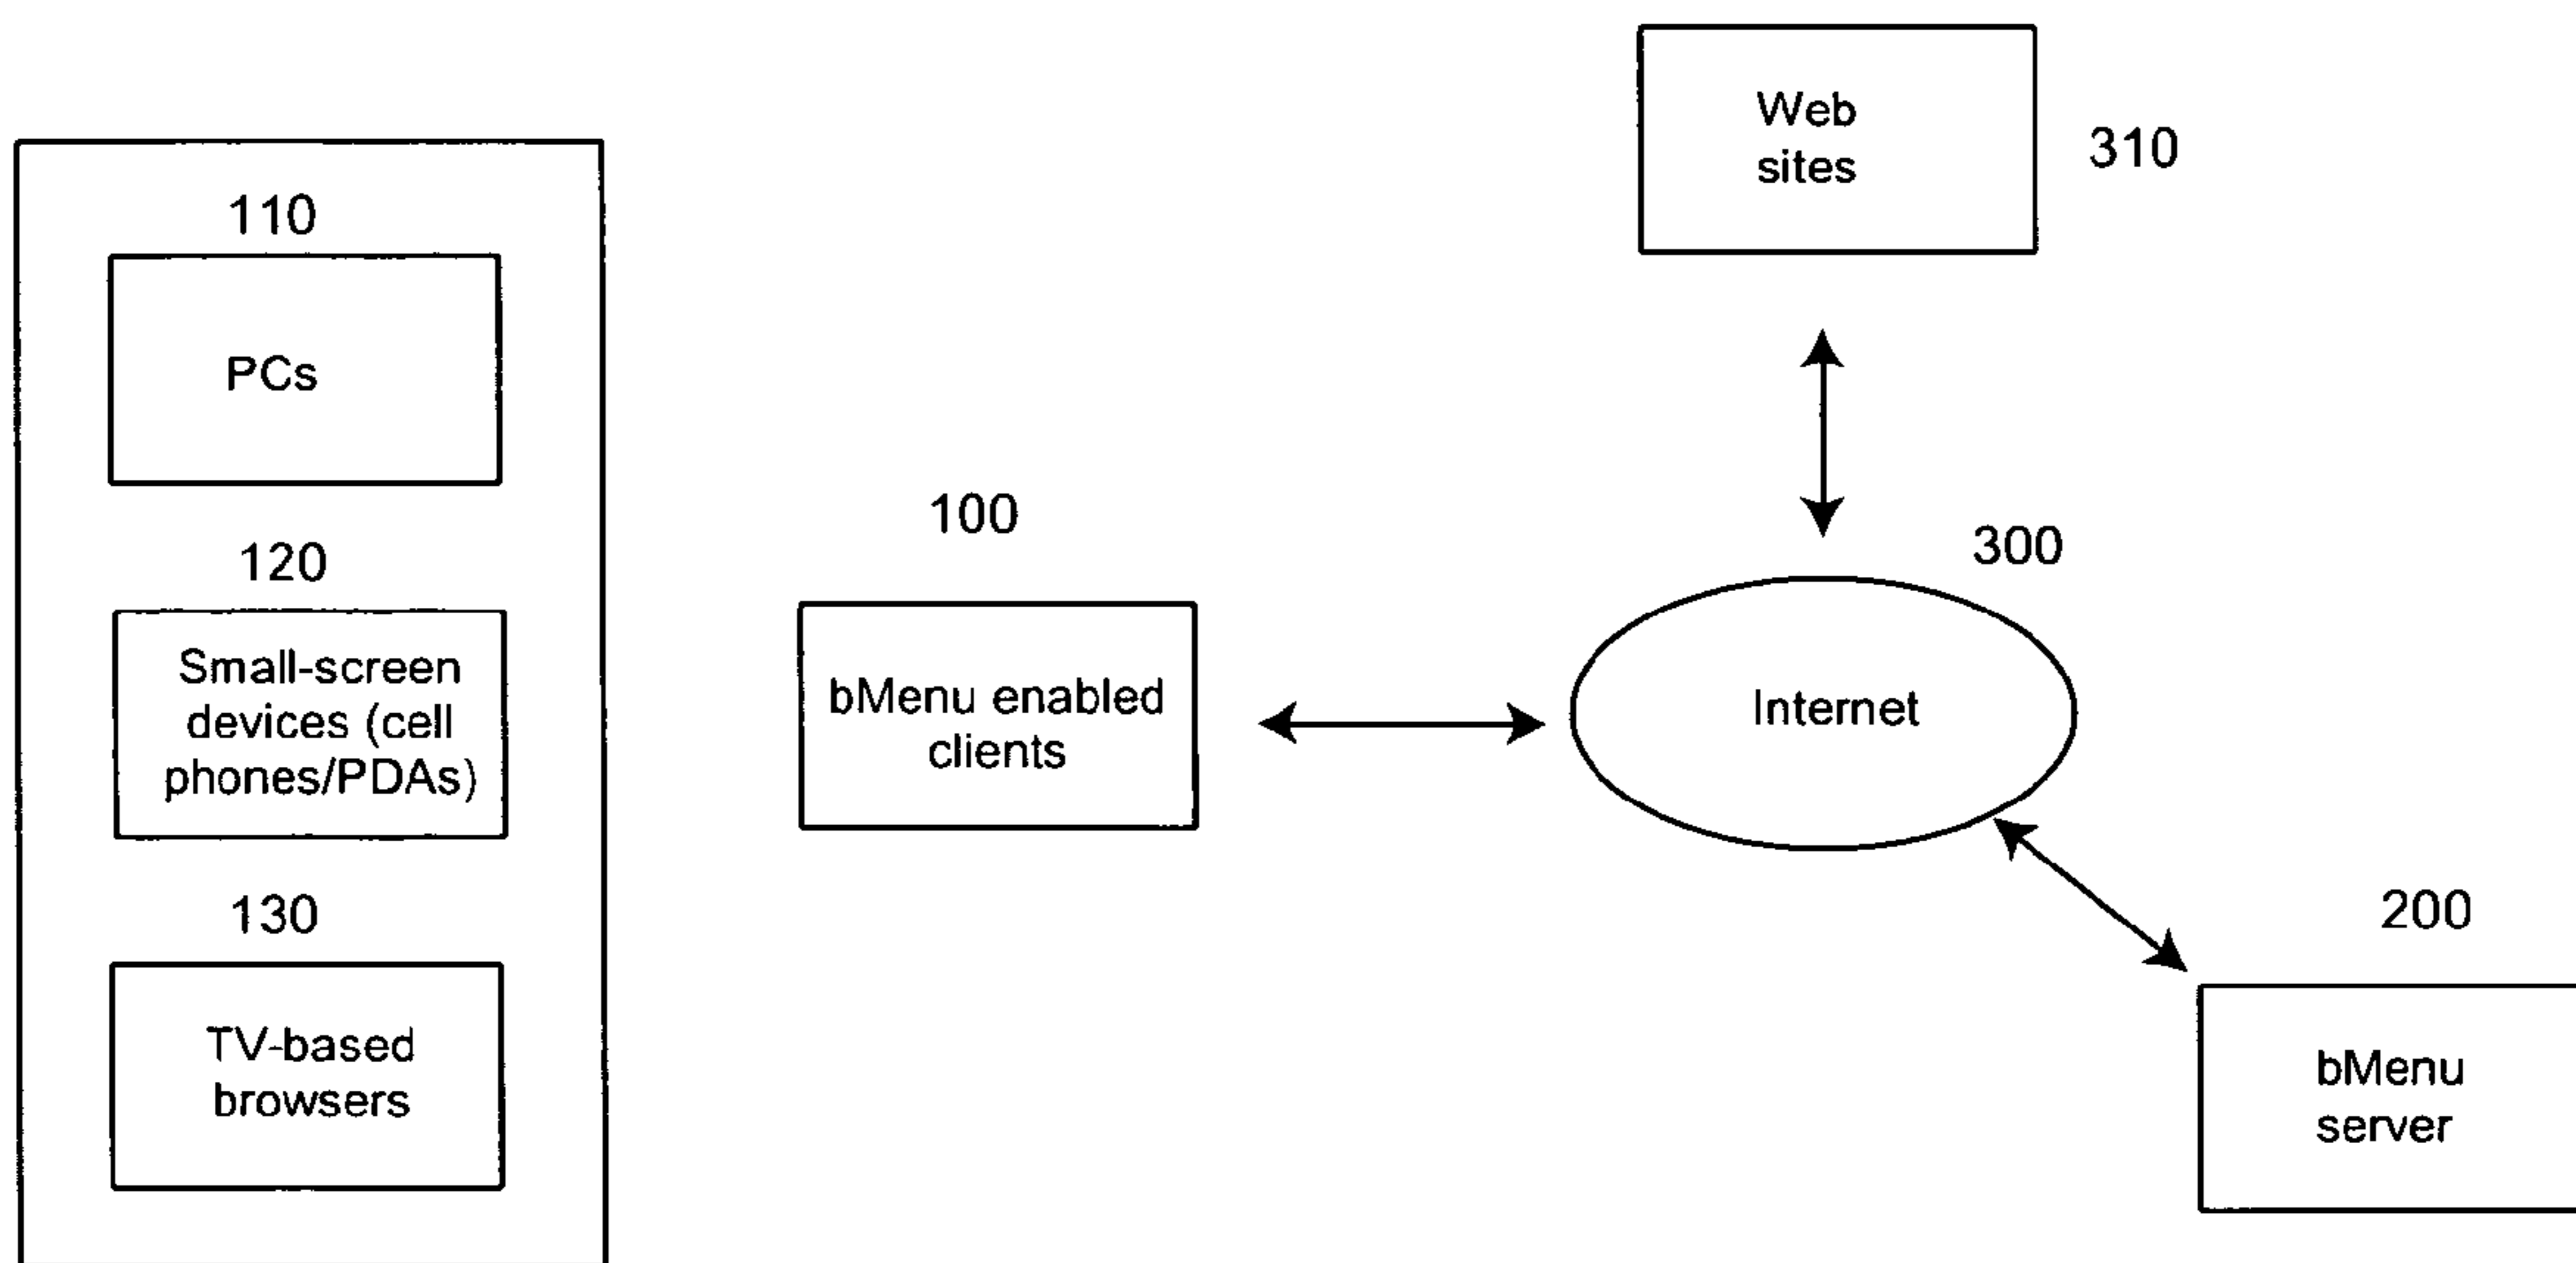 110
PCs
120
Small-screen
devices (cell
phones/PDAs)
130
TV-based
browsers
100
bMenu enabled
clients
Web
sites
310
300
Internet
200
bMenu
server